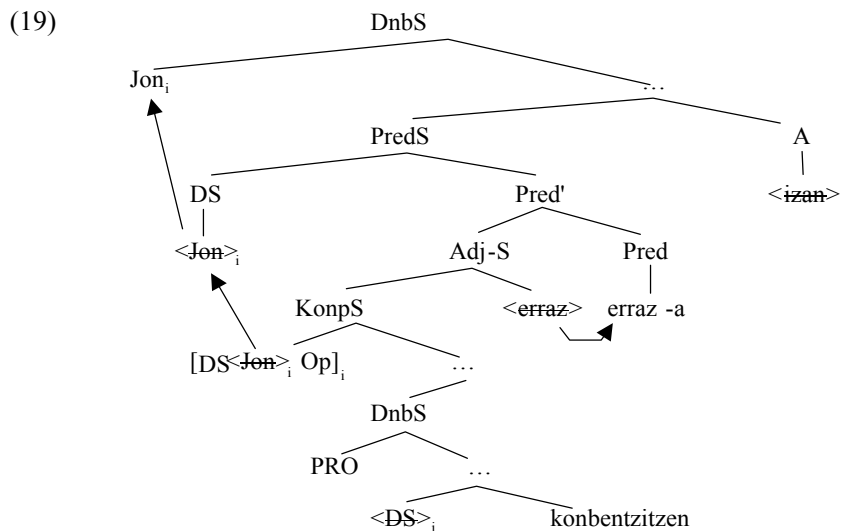 (19) DnbS
Jonᵢ …
PredS A
DS Pred' <izan>
<Jon>ᵢ Adj-S Pred
KonpS <erraz> erraz -a
[DS<Jon>ᵢ Op]ᵢ …
DnbS
PRO …
<DS>ᵢ konbentzitzen